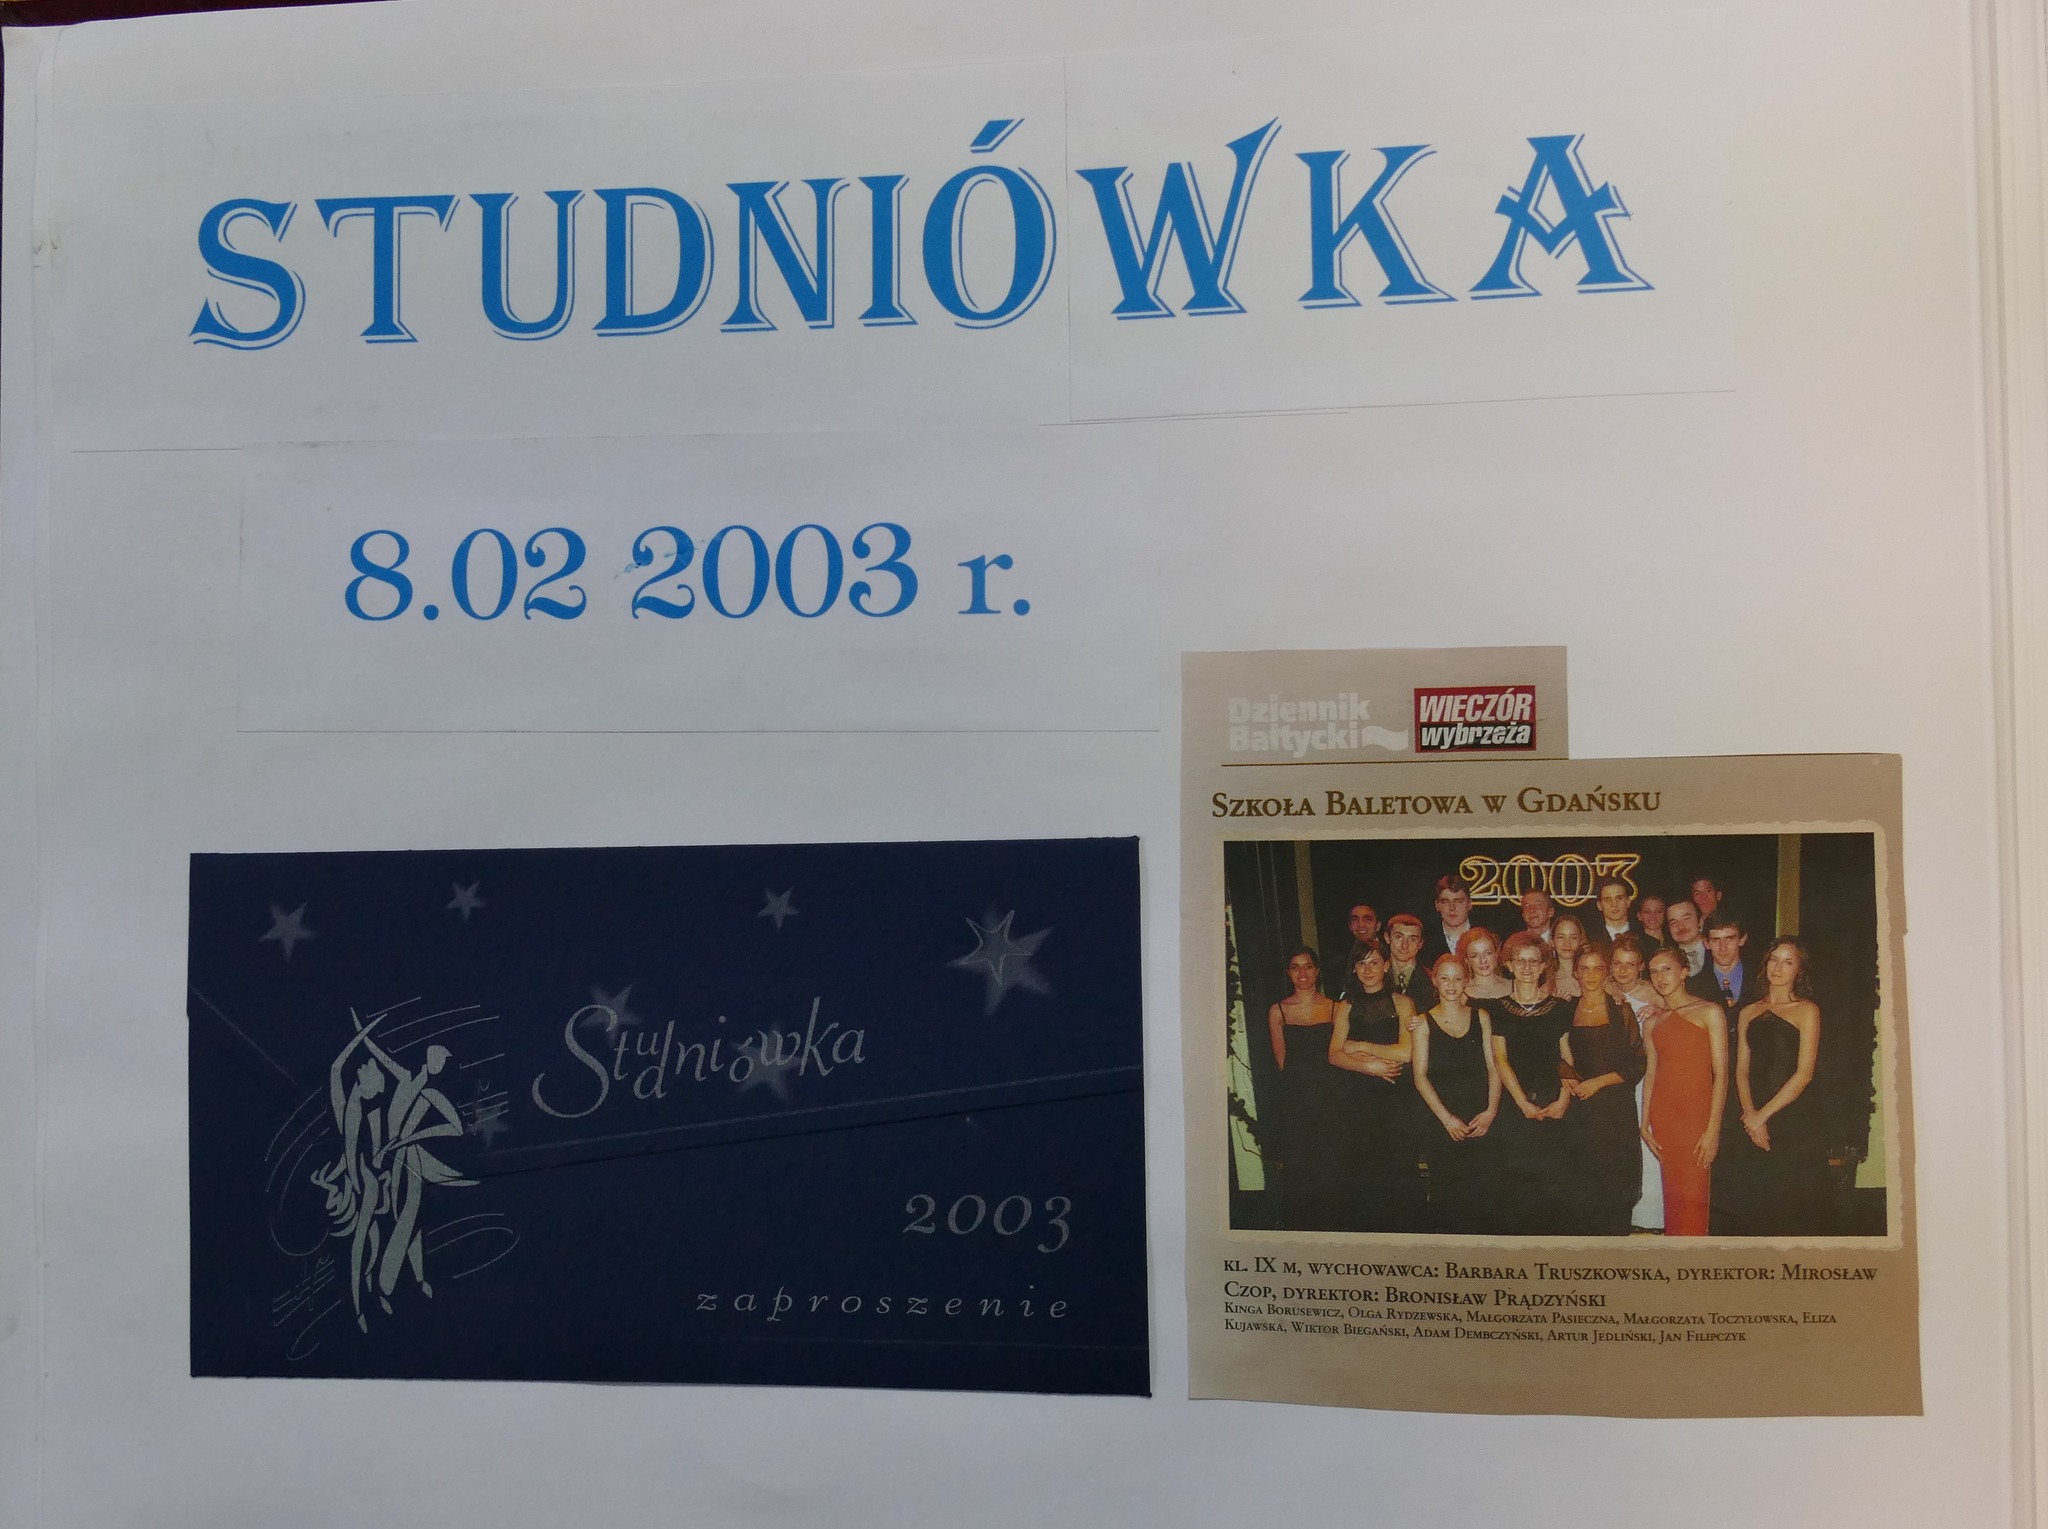 STUDNIÓWKA
8.02 2003 r.
Dziennik
Bałtycki
WIECZÓR
wybrzeża
SZKOŁA BALETOWA W GDAŃSKU
2003
KL. IX M, WYCHOWAWCA: BARBARA TRUSZKOWSKA, DYREKTOR: MIROSŁAW
CZOP, DYREKTOR: BRONISŁAW PRĄDZYŃSKI
KINGA BORUSEWICZ, OLGA RYDZEWSKA, MAŁGORZATA PASIECZNA, MAŁGORZATA TOCZYŁOWSKA, ELIZA
KUJAWSKA, WIKTOR BIEGAŃSKI, ADAM DEMBCZYŃSKI, ARTUR JEDLIŃSKI, JAN FILIPCZYK
Studniówka
2003
zaproszenie